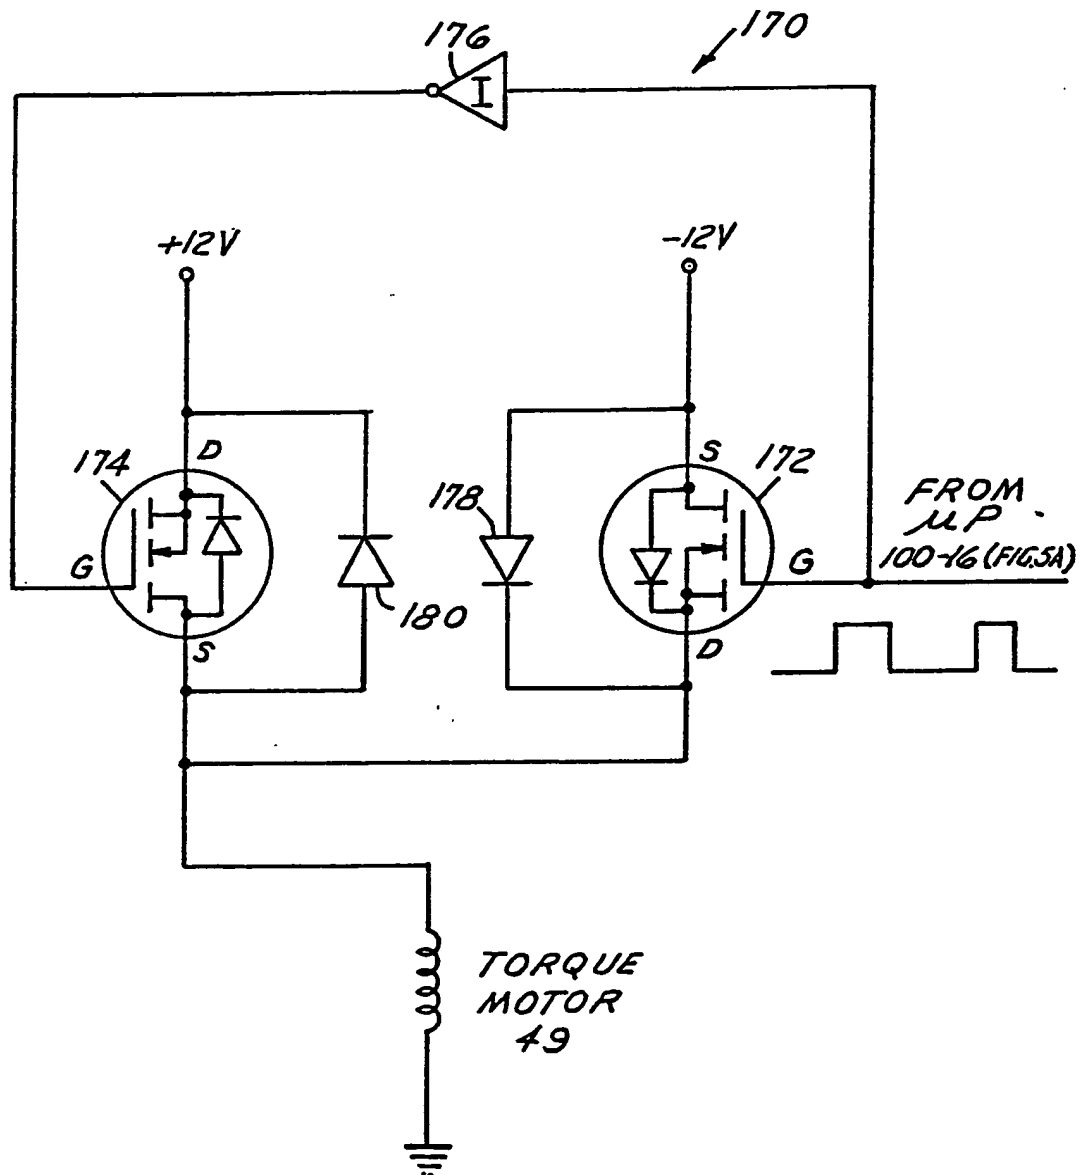 170
176
I
+12V
-12V
D
174
S
172
178
G
180
S
FROM
μP
100-16 (FIG.5A)
G
D
TORQUE
MOTOR
49